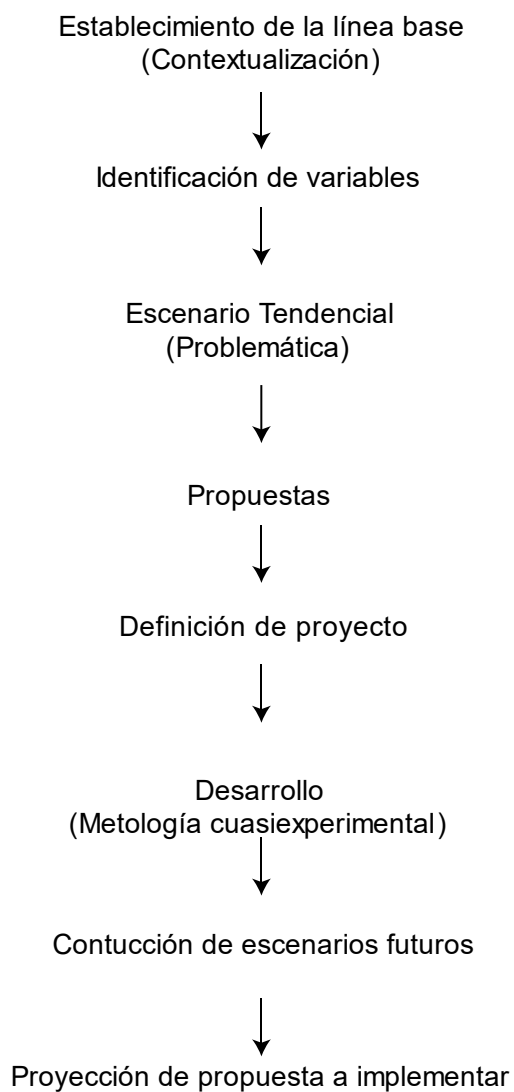 Establecimiento de la línea base
(Contextualización)
Identificación de variables
Escenario Tendencial
(Problemática)
Propuestas
Definición de proyecto
Desarrollo
(Metología cuasiexperimental)
Contucción de escenarios futuros
Proyección de propuesta a implementar